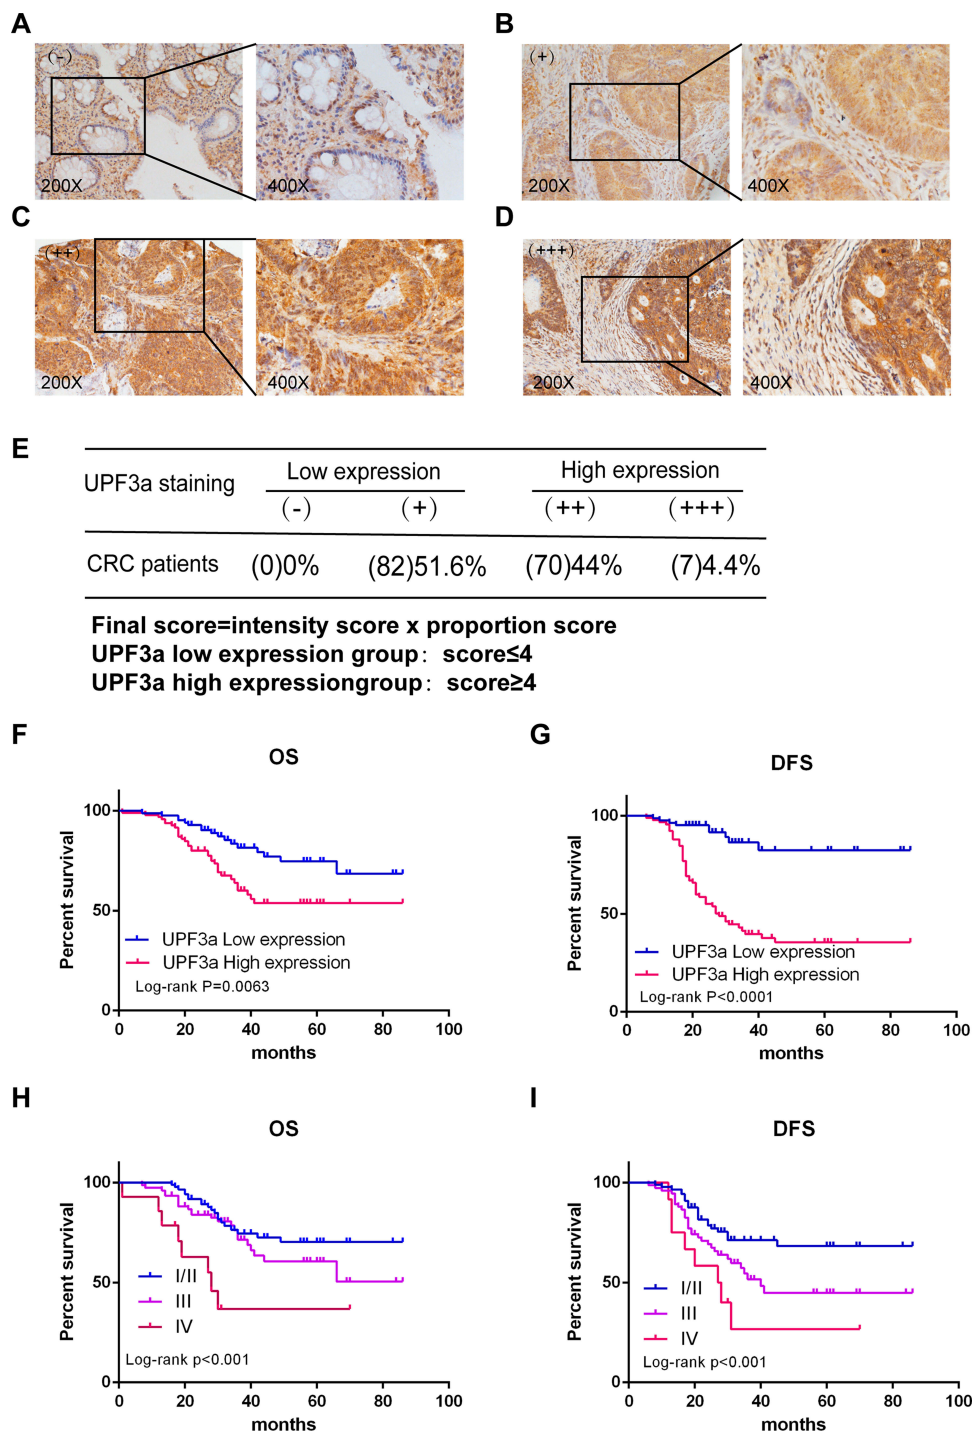 A
B
(-)
200X
400X
(+)
200X
400X
C
D
(++)
200X
400X
(+++)
200X
400X
E
UPF3a staining
Low expression
High expression
(-)
(+)
(++)
(+++)
CRC patients
(0)0%
(82)51.6%
(70)44%
(7)4.4%
Final score=intensity score x proportion score
UPF3a low expression group: score≤4
UPF3a high expressiongroup: score≥4
F
OS
Percent survival
100
50
0
UPF3a Low expression
UPF3a High expression
Log-rank P=0.0063
0 20 40 60 80 100
months
G
DFS
Percent survival
100
50
0
UPF3a Low expression
UPF3a High expression
Log-rank P<0.0001
0 20 40 60 80 100
months
H
OS
Percent survival
100
50
0
I/II
III
IV
Log-rank p<0.001
0 20 40 60 80 100
months
I
DFS
Percent survival
100
50
0
I/II
III
IV
Log-rank p<0.001
0 20 40 60 80 100
months